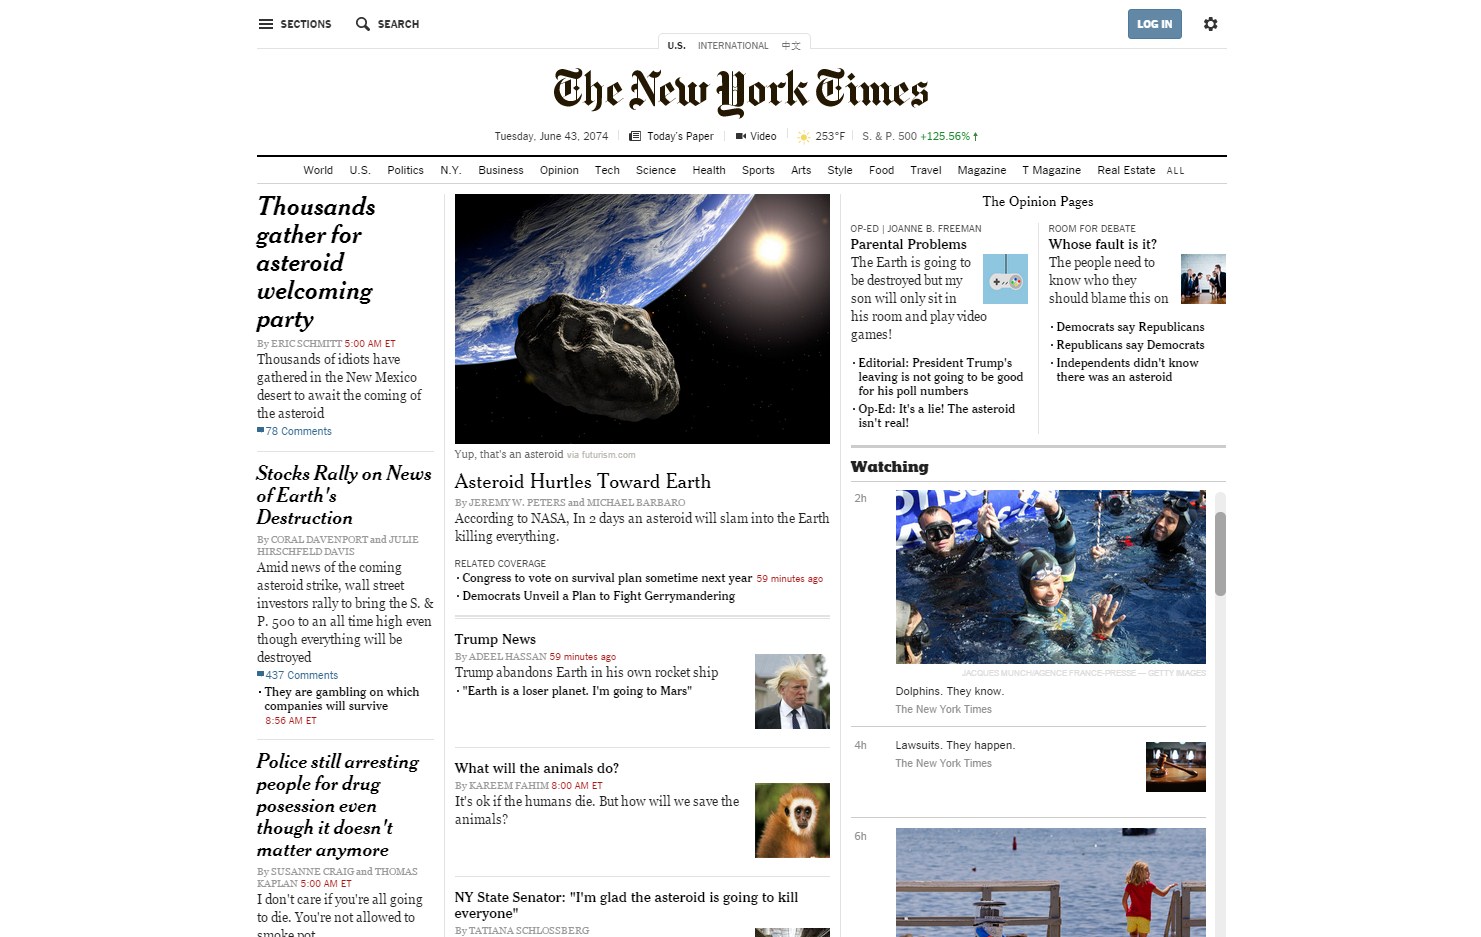 SECTIONS SEARCH LOG IN
U.S. INTERNATIONAL 中文
The New York Times
Tuesday, June 43, 2074 Today's Paper Video 253°F S. & P. 500 +125.56%
World U.S. Politics N.Y. Business Opinion Tech Science Health Sports Arts Style Food Travel Magazine T Magazine Real Estate ALL
Thousands
gather for
asteroid
welcoming
party
By ERIC SCHMITT 5:00 AM ET
Thousands of idiots have
gathered in the New Mexico
desert to await the coming of
the asteroid
78 Comments
Stocks Rally on News
of Earth's
Destruction
By CORAL DAVENPORT and JULIE
HIRSCHFELD DAVIS
Amid news of the coming
asteroid strike, wall street
investors rally to bring the S. &
P. 500 to an all time high even
though everything will be
destroyed
437 Comments
· They are gambling on which
companies will survive
8:56 AM ET
Police still arresting
people for drug
posession even
though it doesn't
matter anymore
By SUSANNE CRAIG and THOMAS
KAPLAN 5:00 AM ET
I don't care if you're all going
to die. You're not allowed to
smoke pot
Yup, that's an asteroid via futurism.com
Asteroid Hurtles Toward Earth
By JEREMY W. PETERS and MICHAEL BARBARO
According to NASA, In 2 days an asteroid will slam into the Earth
killing everything.
RELATED COVERAGE
· Congress to vote on survival plan sometime next year 59 minutes ago
· Democrats Unveil a Plan to Fight Gerrymandering
Trump News
By ADEEL HASSAN 59 minutes ago
Trump abandons Earth in his own rocket ship
· "Earth is a loser planet. I'm going to Mars"
What will the animals do?
By KAREEM FAHIM 8:00 AM ET
It's ok if the humans die. But how will we save the
animals?
NY State Senator: "I'm glad the asteroid is going to kill
everyone"
By TATIANA SCHLOSSBERG
The Opinion Pages
OP-ED | JOANNE B. FREEMAN
Parental Problems
The Earth is going to
be destroyed but my
son will only sit in
his room and play video
games!
· Editorial: President Trump's
leaving is not going to be good
for his poll numbers
· Op-Ed: It's a lie! The asteroid
isn't real!
ROOM FOR DEBATE
Whose fault is it?
The people need to
know who they
should blame this on
· Democrats say Republicans
· Republicans say Democrats
· Independents didn't know
there was an asteroid
Watching
2h
JACQUES MUNCH/AGENCE FRANCE-PRESSE — GETTY IMAGES
Dolphins. They know.
The New York Times
4h
Lawsuits. They happen.
The New York Times
6h